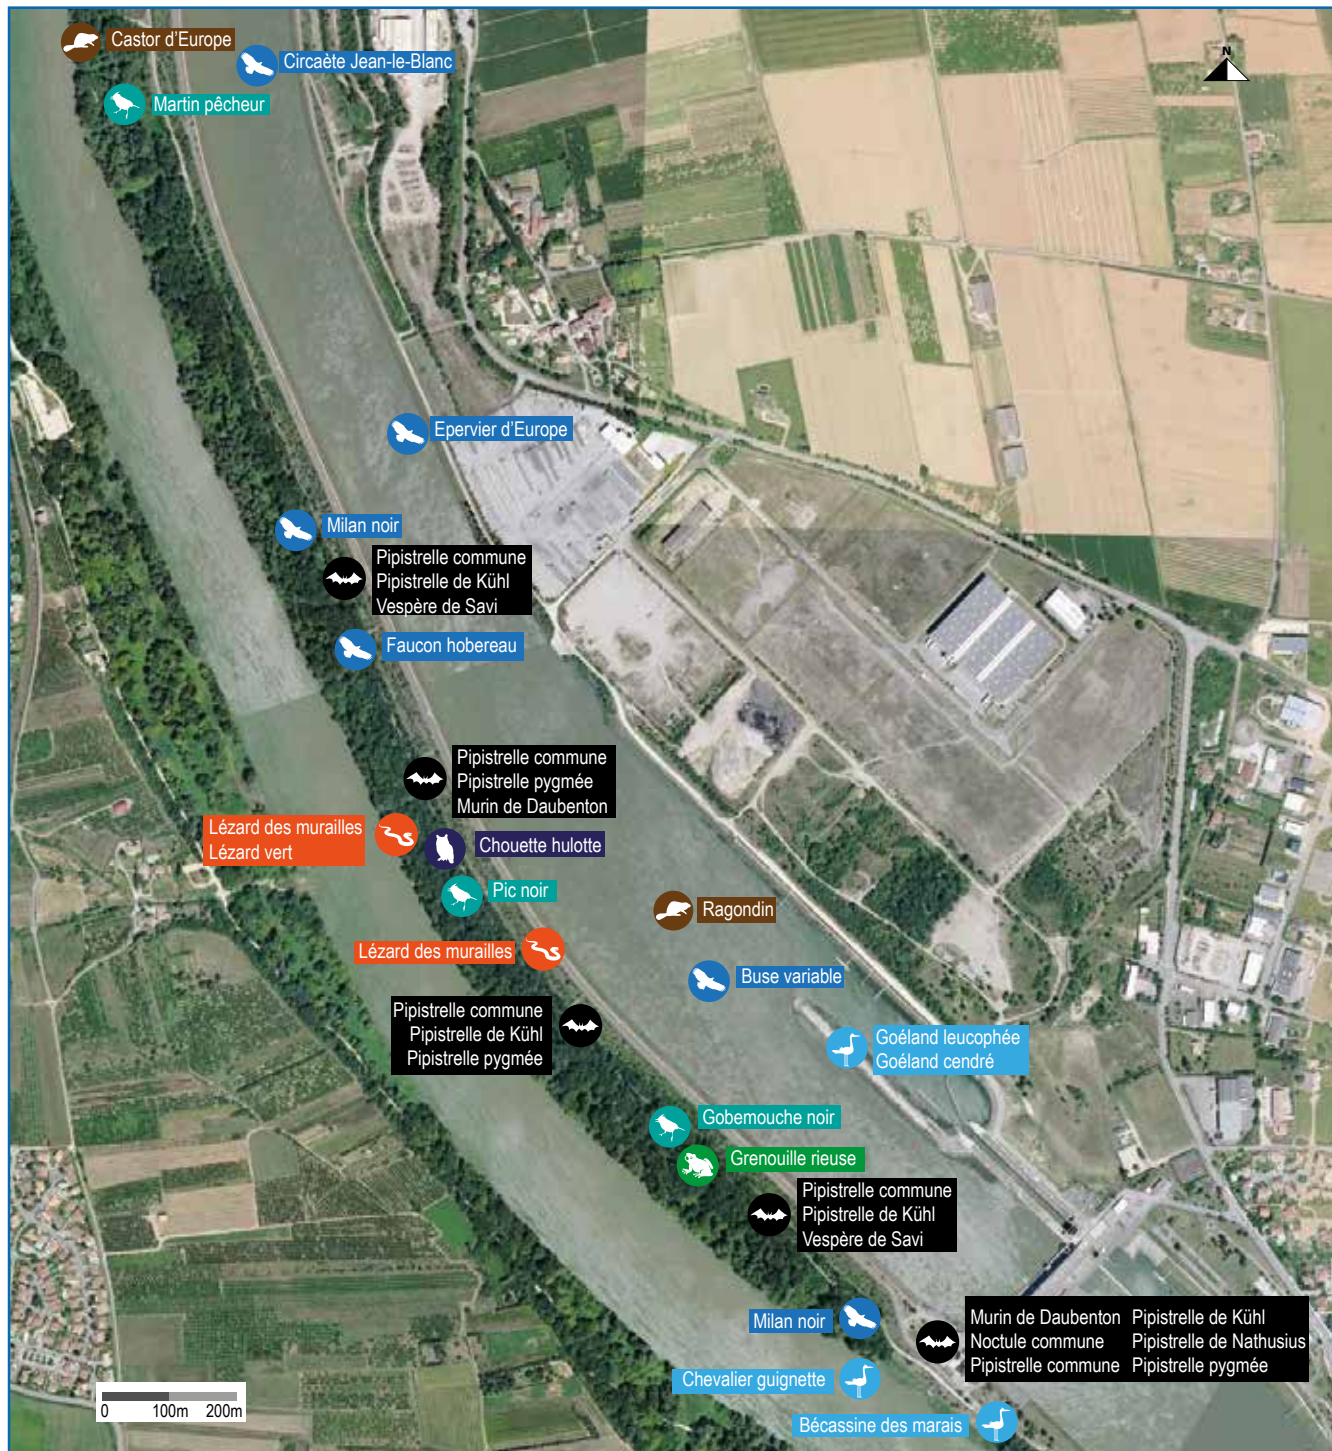 Castor d'Europe
Circaète Jean-le-Blanc
N
Martin pêcheur
Epervier d'Europe
Milan noir
Pipistrelle commune
Pipistrelle de Kühl
Vespère de Savi
Faucon hobereau
Pipistrelle commune
Pipistrelle pygmée
Murin de Daubenton
Lézard des murailles
Lézard vert
Chouette hulotte
Pic noir
Ragondin
Lézard des murailles
Buse variable
Pipistrelle commune
Pipistrelle de Kühl
Pipistrelle pygmée
Goéland leucophée
Goéland cendré
Gobemouche noir
Grenouille rieuse
Pipistrelle commune
Pipistrelle de Kühl
Vespère de Savi
Milan noir
Murin de Daubenton Pipistrelle de Kühl
Noctule commune Pipistrelle de Nathusius
Pipistrelle commune Pipistrelle pygmée
Chevalier guignette
Bécassine des marais
0 100m 200m